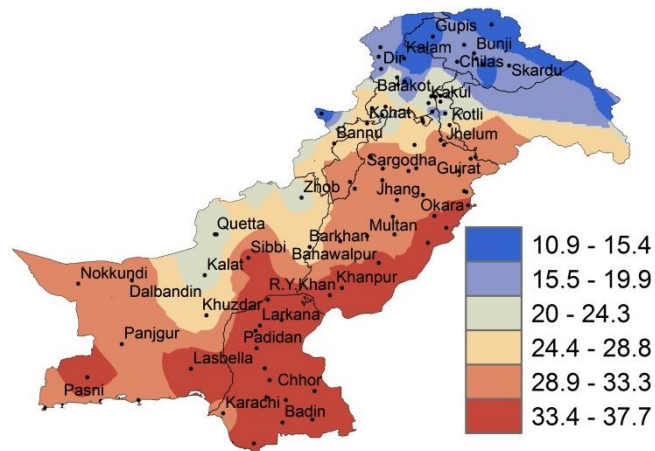 Gupis
Kalam
Bunji
Dir
Chilas
Skardu
Balakot
Kakul
Kohat
Kotli
Bannu
Jhelum
Sargodha
Gujrat
Zhob
Jhang
Okara
Quetta
Multan
Barkhan
Sibbi
Bahawalpur
Nokkundi
Kalat
Khanpur
Dalbandin
R.Y.Khan
Khuzdar
Larkana
Panjgur
Padidan
Lasbella
Pasni
Chhor
Karachi
Badin
10.9 - 15.4
15.5 - 19.9
20 - 24.3
24.4 - 28.8
28.9 - 33.3
33.4 - 37.7